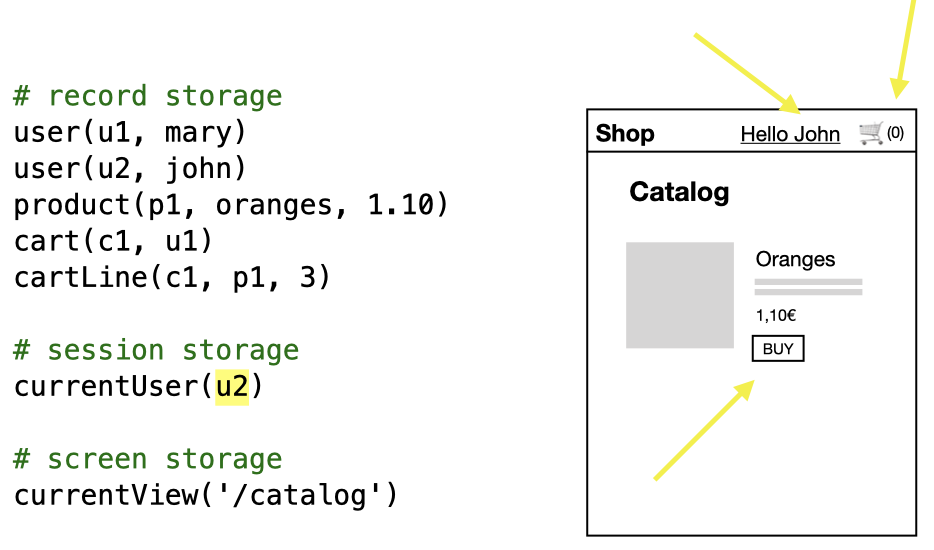 # record storage
user(u1, mary)
user(u2, john)
product(p1, oranges, 1.10)
cart(c1, u1)
cartLine(c1, p1, 3)
# session storage
currentUser(u2)
# screen storage
currentView('/catalog')
Shop
Hello John
(0)
Catalog
Oranges
1,10€
BUY